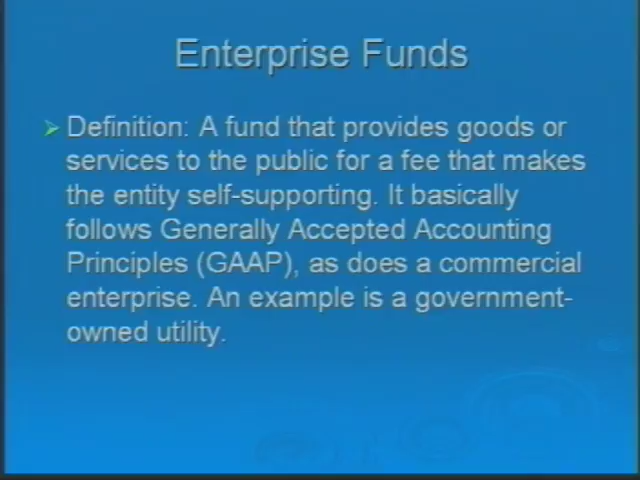 Enterprise Funds
Definition: A fund that provides goods or
services to the public for a fee that makes
the entity self-supporting. It basically
follows Generally Accepted Accounting
Principles (GAAP), as does a commercial
enterprise. An example is a government-
owned utility.